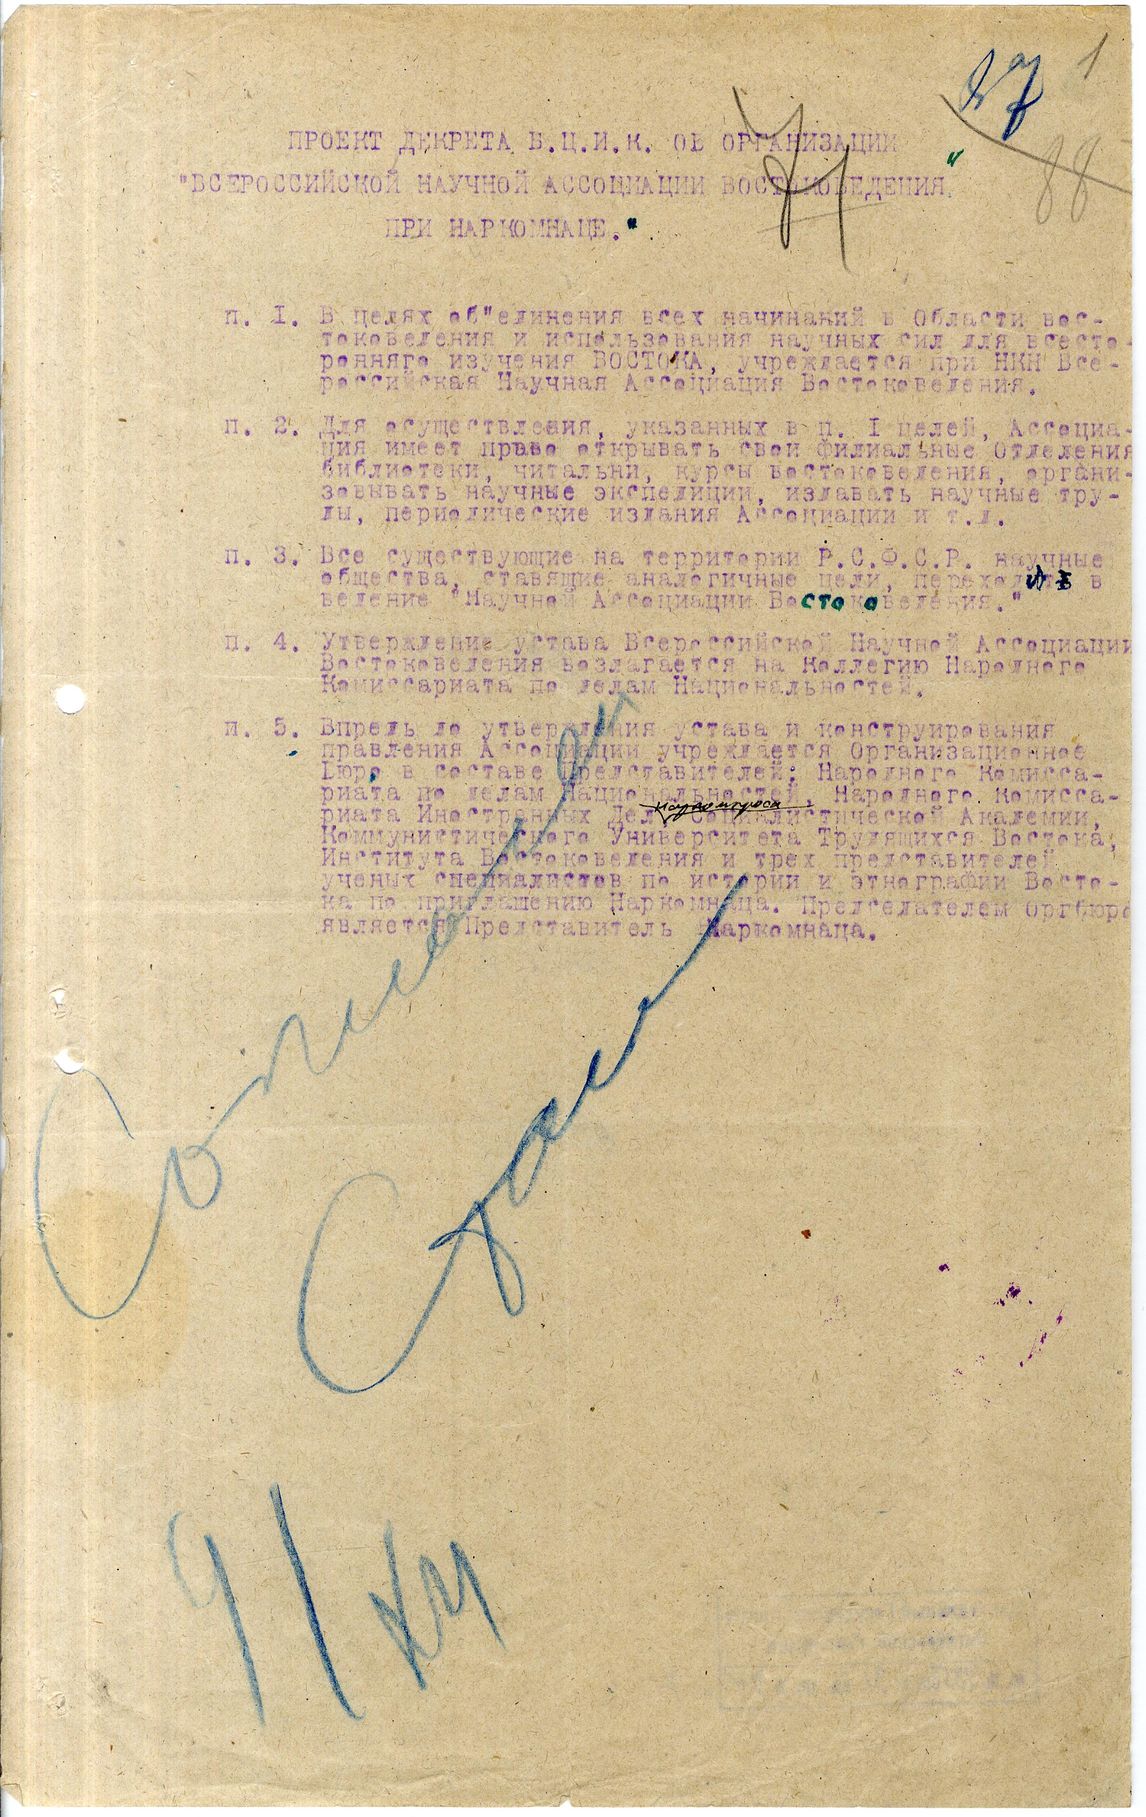 1
88
ПРОЕКТ ДЕКРЕТА В.Ц.И.К. ОБ ОРГАНИЗАЦИИ
"ВСЕРОССИЙСКОЙ НАУЧНОЙ АССОЦИАЦИИ ВОСТОКОВЕДЕНИЯ"
ПРИ НАРКОМНАЦЕ."
п. I. В целях об"единения всех начинаний в Области вос-
токоведения и использования научных сил для всесто-
роннего изучения ВОСТОКА, учреждается при НКН Все-
российская Научная Ассоциация Востоковедения.
п. 2. Для осуществления, указанных в п. I целей, Ассоциа-
ция имеет право открывать свои филиальные Отделения
библиотеки, читальни, курсы востоковедения, органи-
зовывать научные экспедиции, издавать научные тру-
ды, периодические издания Ассоциации и т.д.
п. 3. Все существующие на территории Р.С.Ф.С.Р. научные
общества, ставящие аналогичные цели, переходят в
ведение "Научной Ассоциации Востоковедения."
п. 4. Утверждение устава Всероссийской Научной Ассоциации
Востоковедения возлагается на Коллегию Народного
Комиссариата по делам Национальностей.
п. 5. Впредь до утверждения устава и конструирования
правления Ассоциации учреждается Организационное
Бюро в составе Представителей: Народного Комисса-
риата по делам Национальностей, Народного Комисса-
Наркомпроса
риата Иностранных Дел, Социалистической Академии,
Коммунистического Университета Трудящихся Востока,
Института Востоковедения и трех представителей
ученых специалистов по истории и этнографии Восто-
ка по приглашению Наркомнаца. Председателем Оргбюро
является Представитель Наркомнаца.